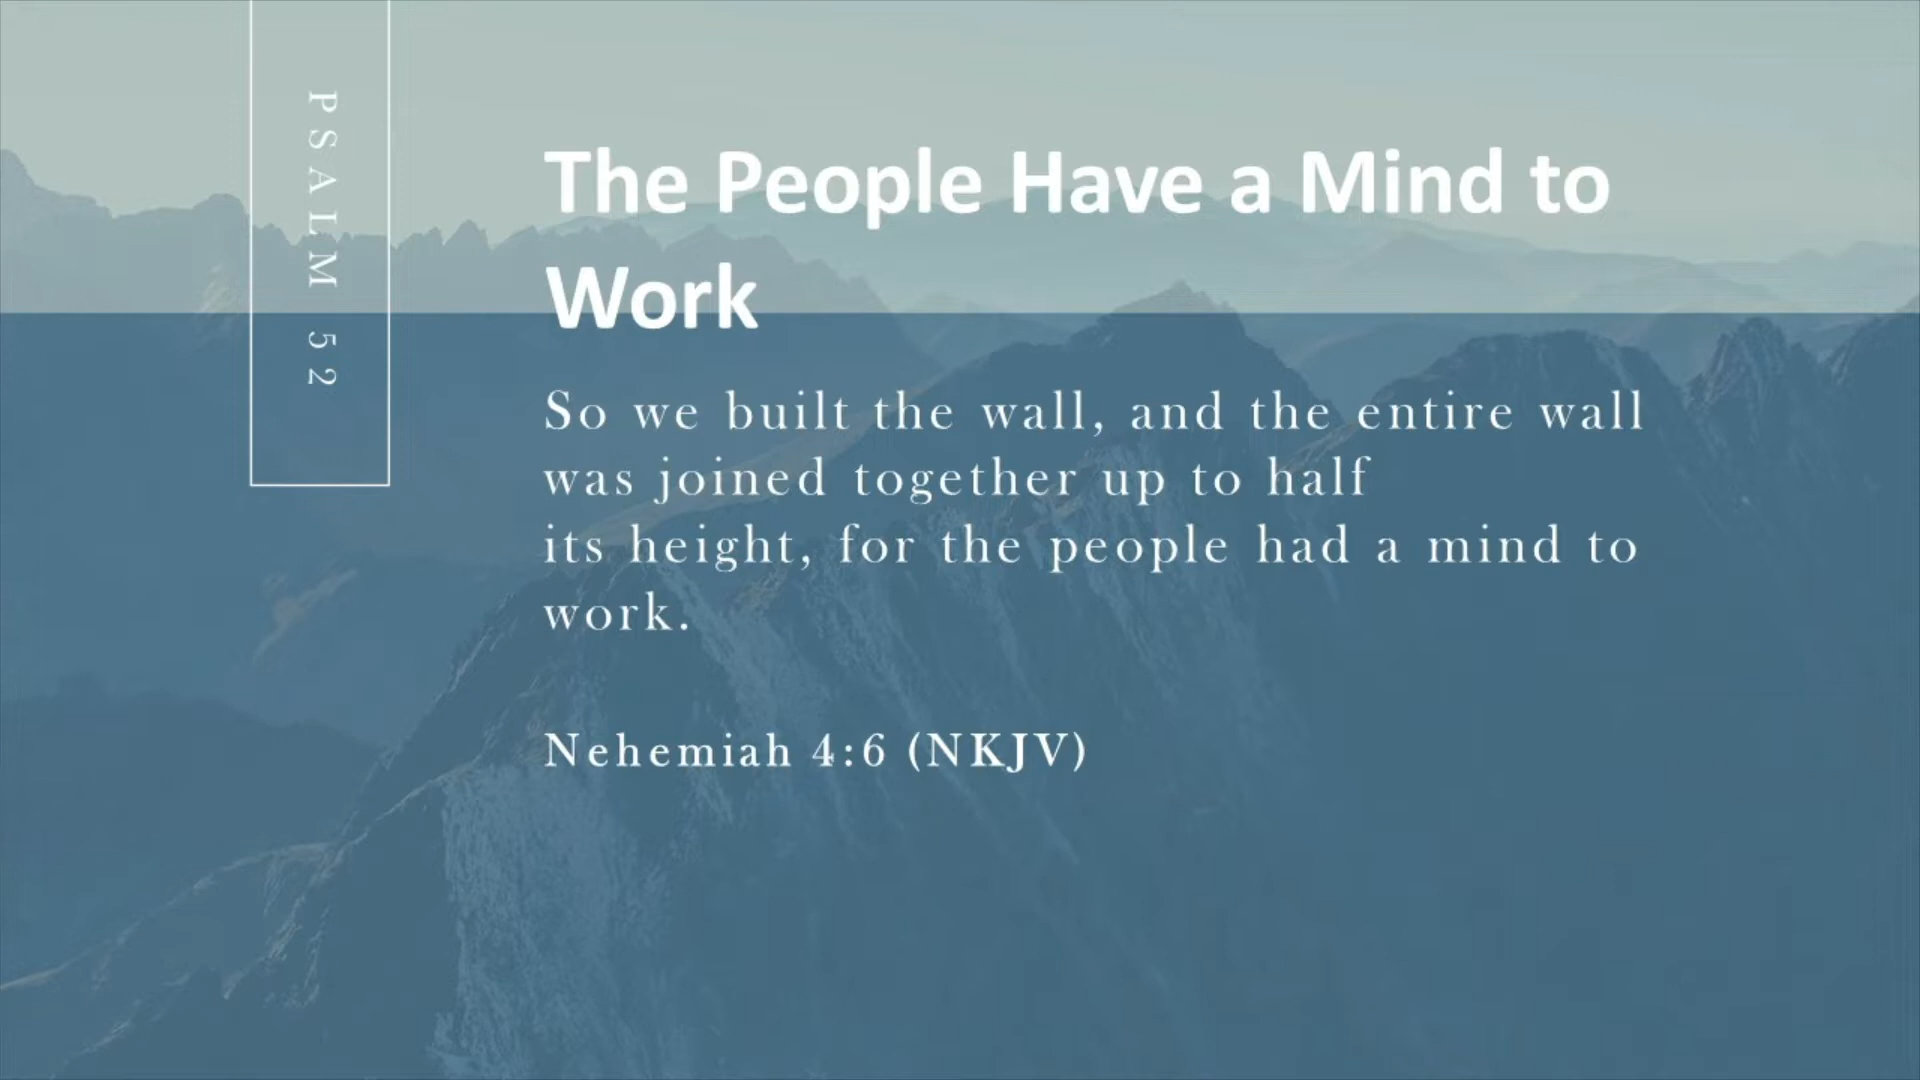 PSALM 52
The People Have a Mind to
Work
So we built the wall, and the entire wall
was joined together up to half
its height, for the people had a mind to
work.
Nehemiah 4:6 (NKJV)